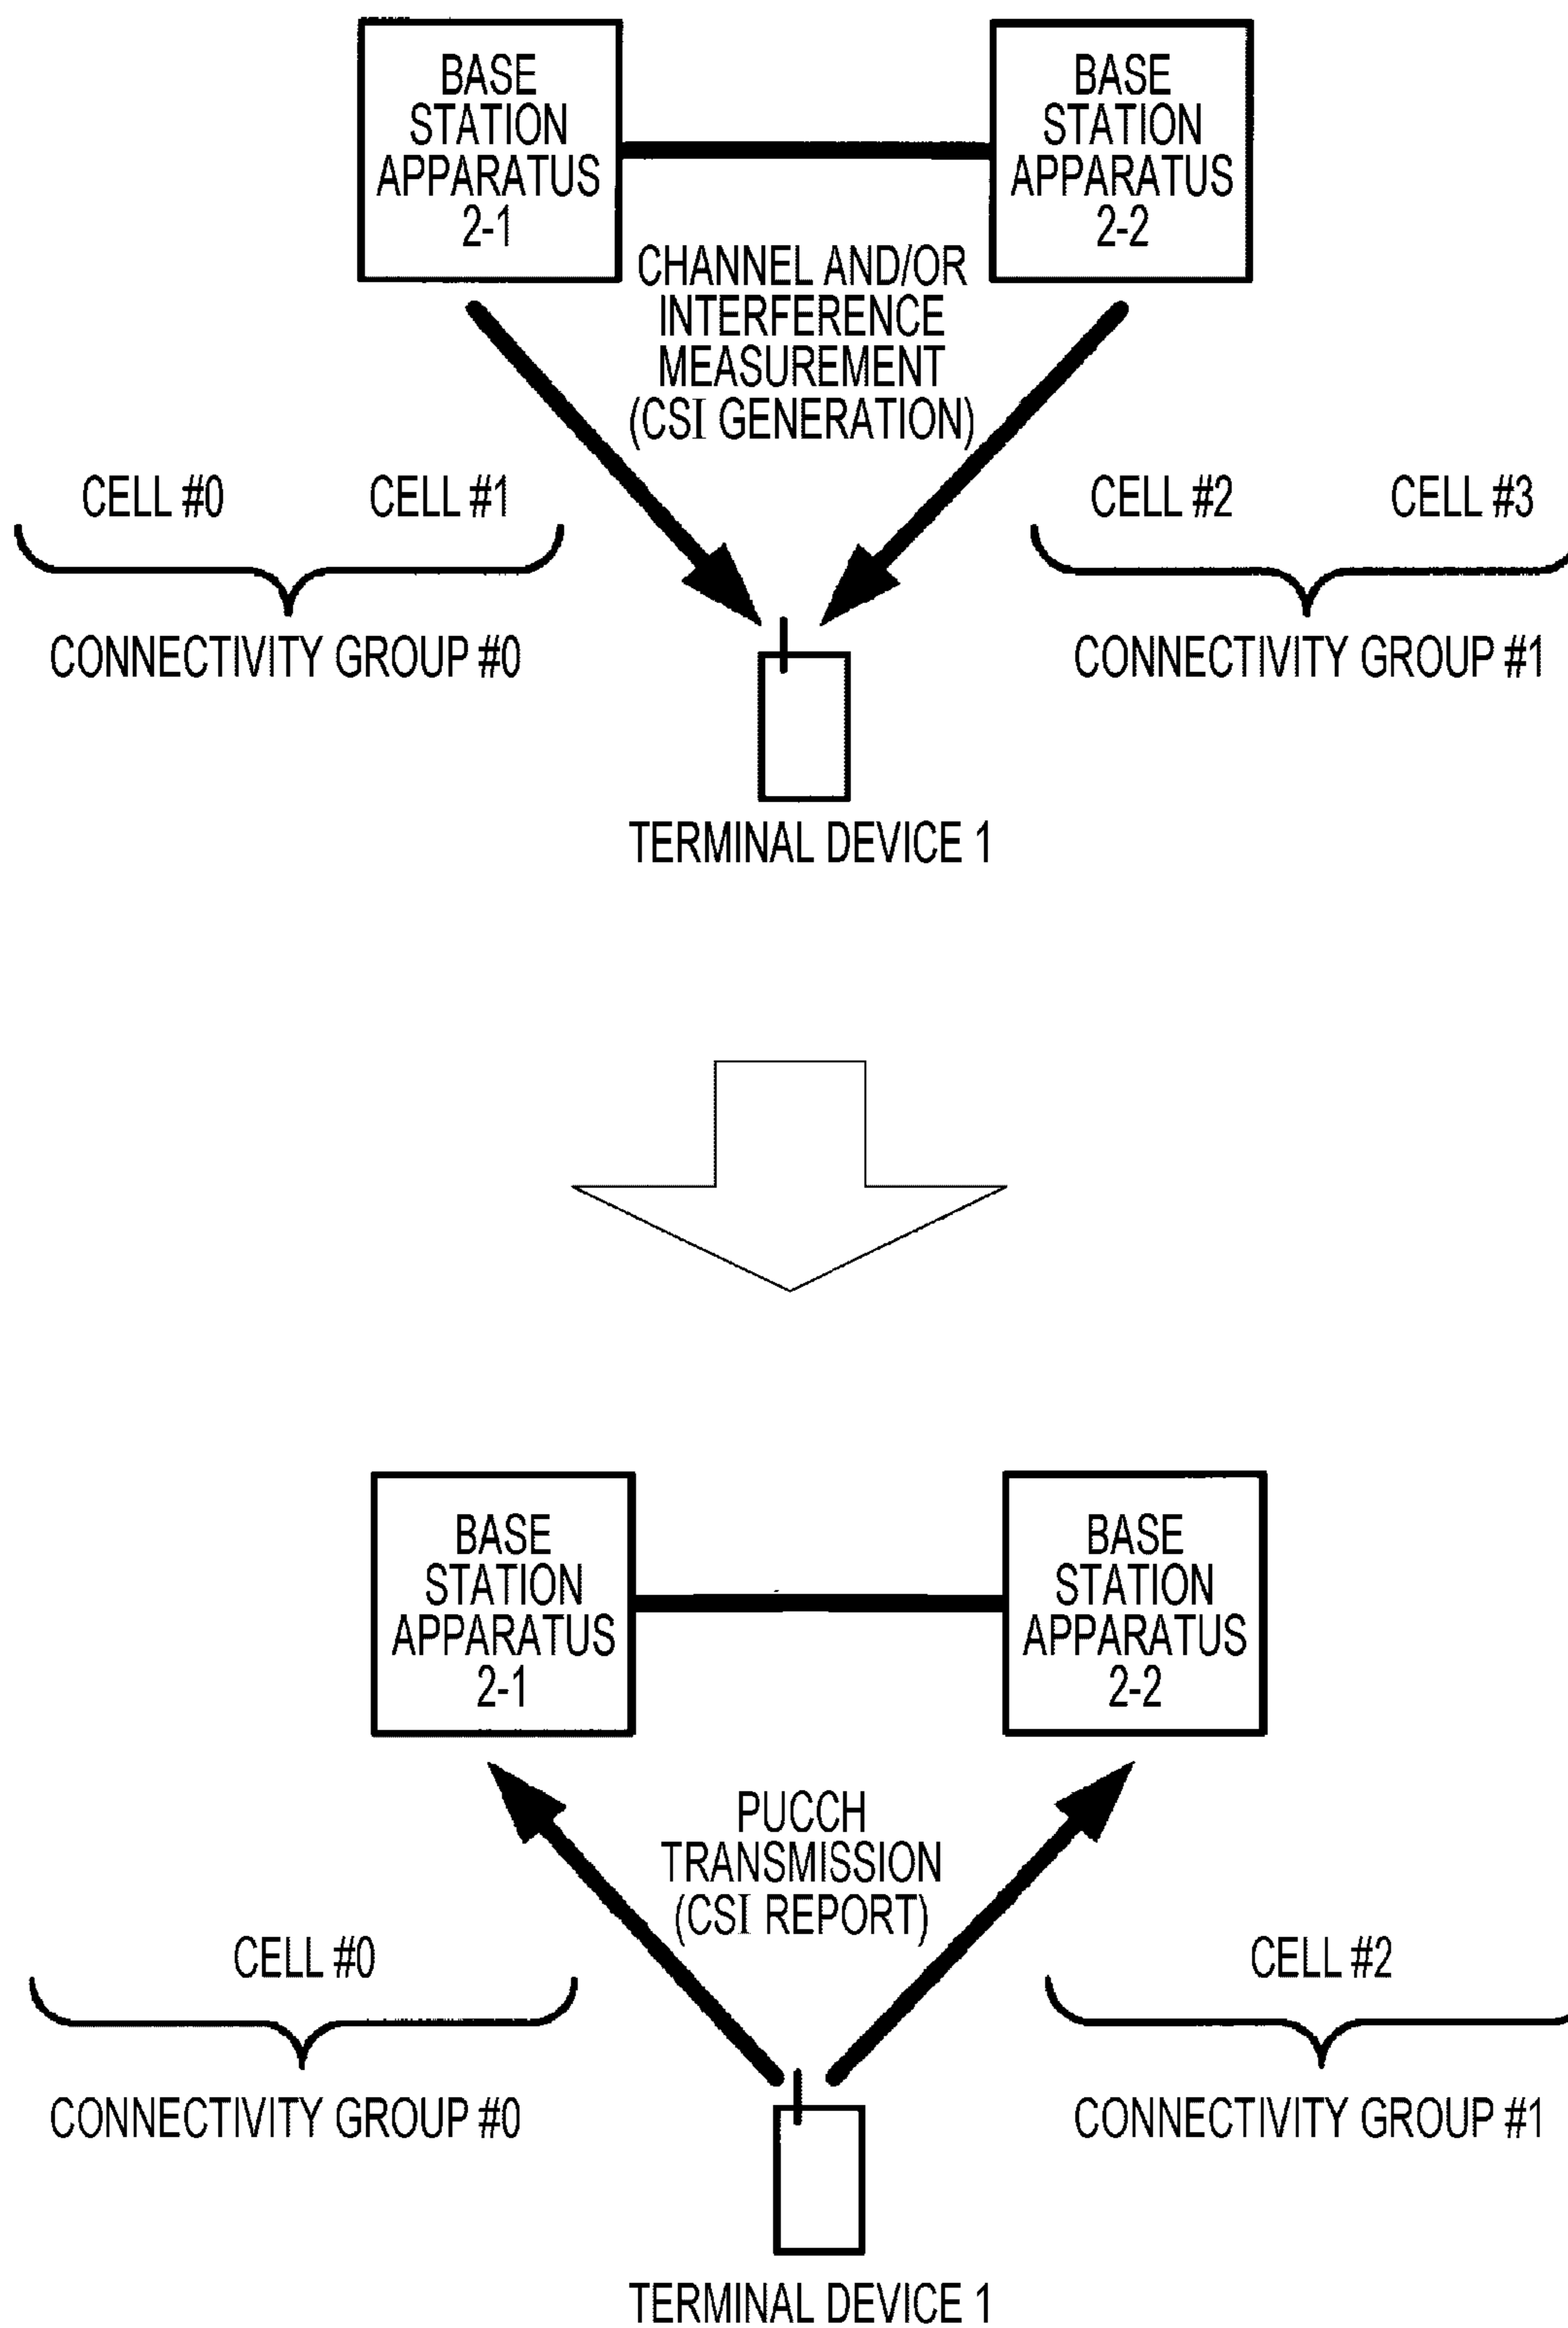 BASE
STATION
APPARATUS
2-1
BASE
STATION
APPARATUS
2-2
CHANNEL AND/OR
INTERFERENCE
MEASUREMENT
(CSI GENERATION)
CELL #0
CELL #1
CELL #2
CELL #3
CONNECTIVITY GROUP #0
CONNECTIVITY GROUP #1
TERMINAL DEVICE 1
BASE
STATION
APPARATUS
2-1
BASE
STATION
APPARATUS
2-2
PUCCH
TRANSMISSION
(CSI REPORT)
CELL #0
CELL #2
CONNECTIVITY GROUP #0
CONNECTIVITY GROUP #1
TERMINAL DEVICE 1